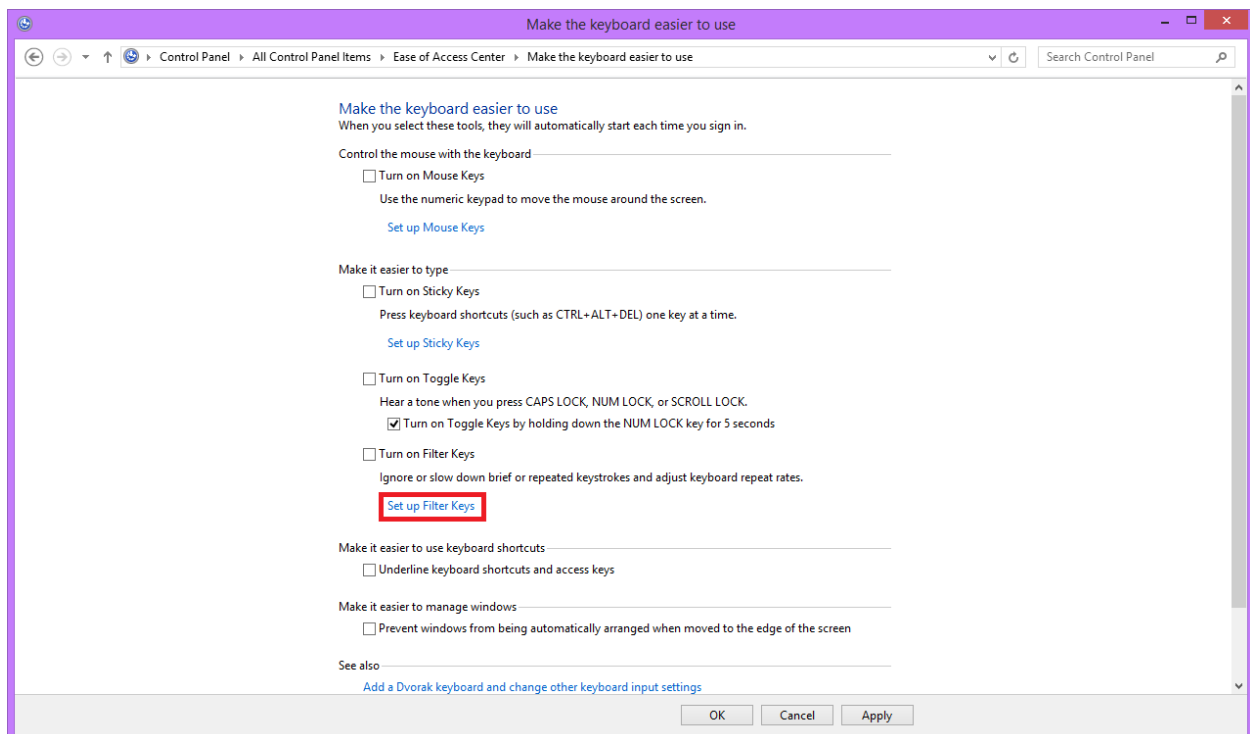 Make the keyboard easier to use
Control Panel All Control Panel Items Ease of Access Center Make the keyboard easier to use Search Control Panel
Make the keyboard easier to use
When you select these tools, they will automatically start each time you sign in.
Control the mouse with the keyboard
Turn on Mouse Keys
Use the numeric keypad to move the mouse around the screen.
Set up Mouse Keys
Make it easier to type
Turn on Sticky Keys
Press keyboard shortcuts (such as CTRL+ALT+DEL) one key at a time.
Set up Sticky Keys
Turn on Toggle Keys
Hear a tone when you press CAPS LOCK, NUM LOCK, or SCROLL LOCK.
Turn on Toggle Keys by holding down the NUM LOCK key for 5 seconds
Turn on Filter Keys
Ignore or slow down brief or repeated keystrokes and adjust keyboard repeat rates.
Set up Filter Keys
Make it easier to use keyboard shortcuts
Underline keyboard shortcuts and access keys
Make it easier to manage windows
Prevent windows from being automatically arranged when moved to the edge of the screen
See also
Add a Dvorak keyboard and change other keyboard input settings
OK Cancel Apply